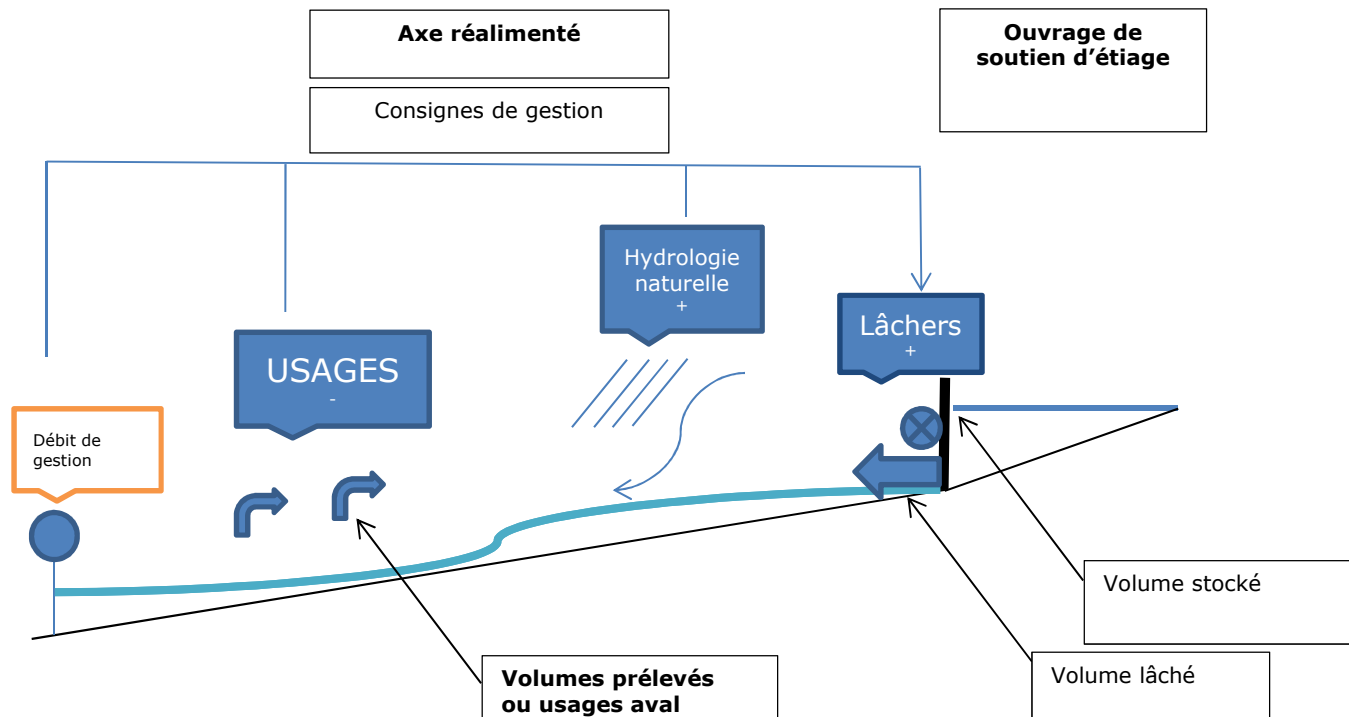 Axe réalimenté
Ouvrage de
soutien d’étiage
Consignes de gestion
Hydrologie
naturelle
+
Lâchers
+
USAGES
-
Débit de
gestion
Volume stocké
Volume lâché
Volumes prélevés
ou usages aval